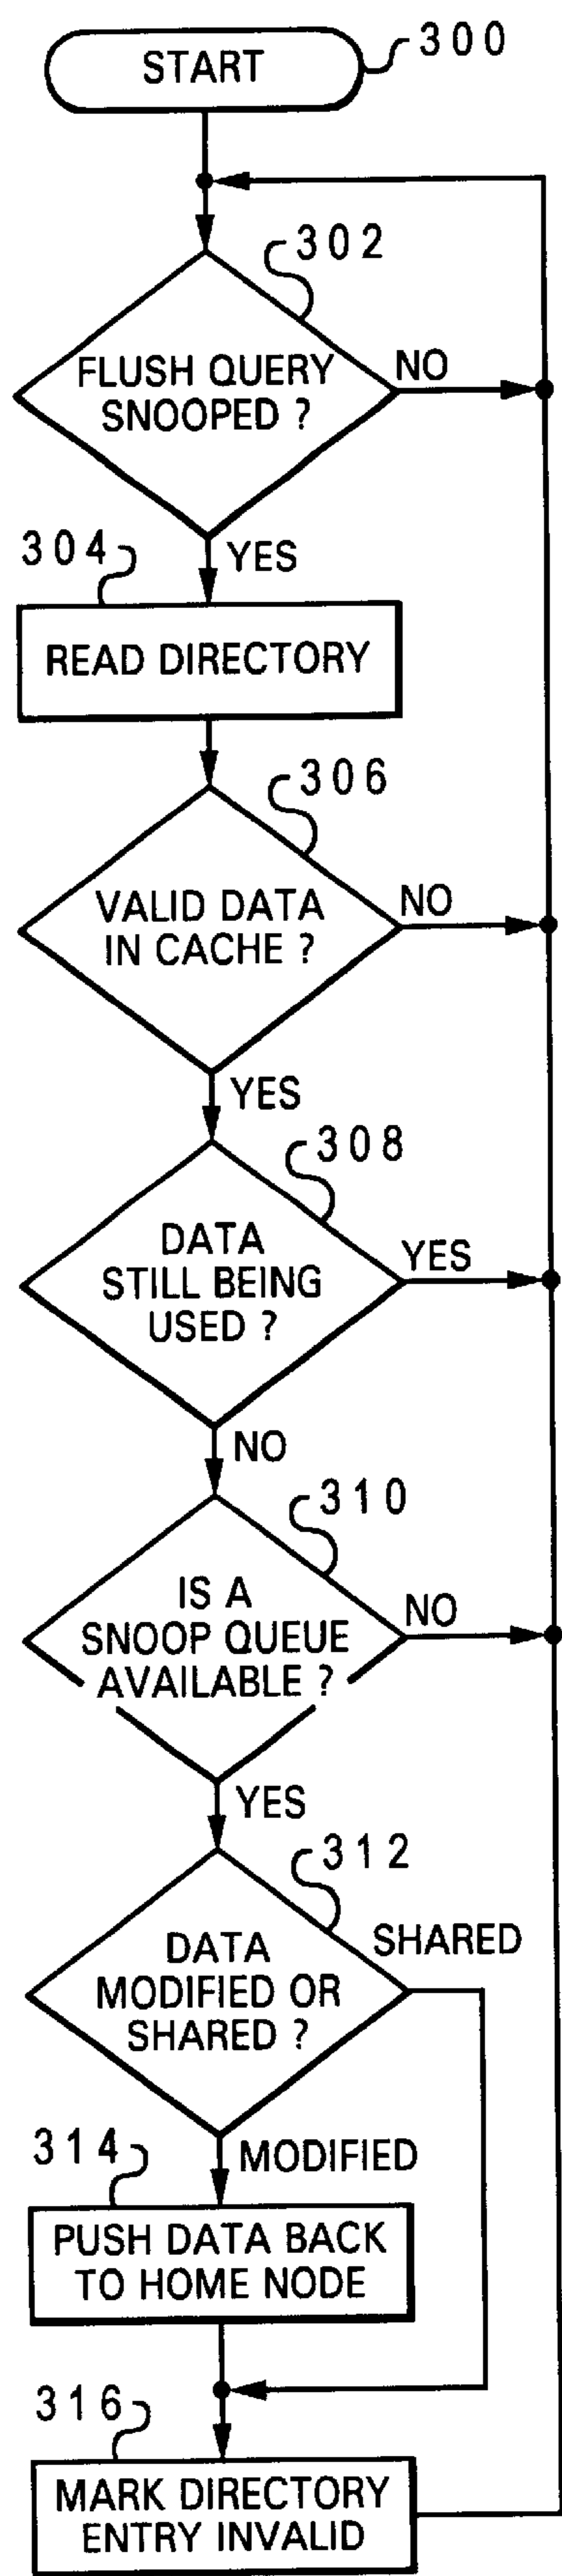 START
300
302
FLUSH QUERY
SNOOPED ?
NO
YES
304
READ DIRECTORY
306
VALID DATA
IN CACHE ?
NO
YES
308
DATA
STILL BEING
USED ?
YES
NO
310
IS A
SNOOP QUEUE
AVAILABLE ?
NO
YES
312
DATA
MODIFIED OR
SHARED ?
SHARED
MODIFIED
314
PUSH DATA BACK
TO HOME NODE
316
MARK DIRECTORY
ENTRY INVALID